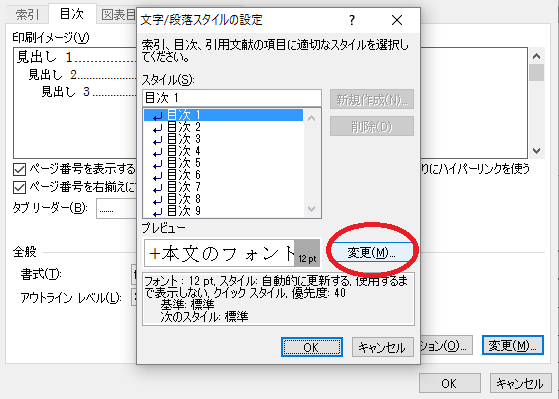 索引
目次
図表目
印刷イメージ(V)
見出し 1
見出し 2
見出し 3
ページ番号を表示する
ページ番号を右揃えに
りにハイパーリンクを使う
タブ リーダー(B):
全般
書式(T):
アウトライン レベル(L):
ション(O)...
変更(M)...
OK
キャンセル
文字/段落スタイルの設定
索引、目次、引用文献の項目に適切なスタイルを選択し
てください。
スタイル(S):
目次 1
新規作成(N)...
削除(D)
目次 1
目次 2
目次 3
目次 4
目次 5
目次 6
目次 7
目次 8
目次 9
プレビュー
+本文のフォント
12 pt
変更(M)...
フォント : 12 pt, スタイル: 自動的に更新する, 使用するま
で表示しない, クイック スタイル, 優先度: 40
基準: 標準
次のスタイル: 標準
OK
キャンセル